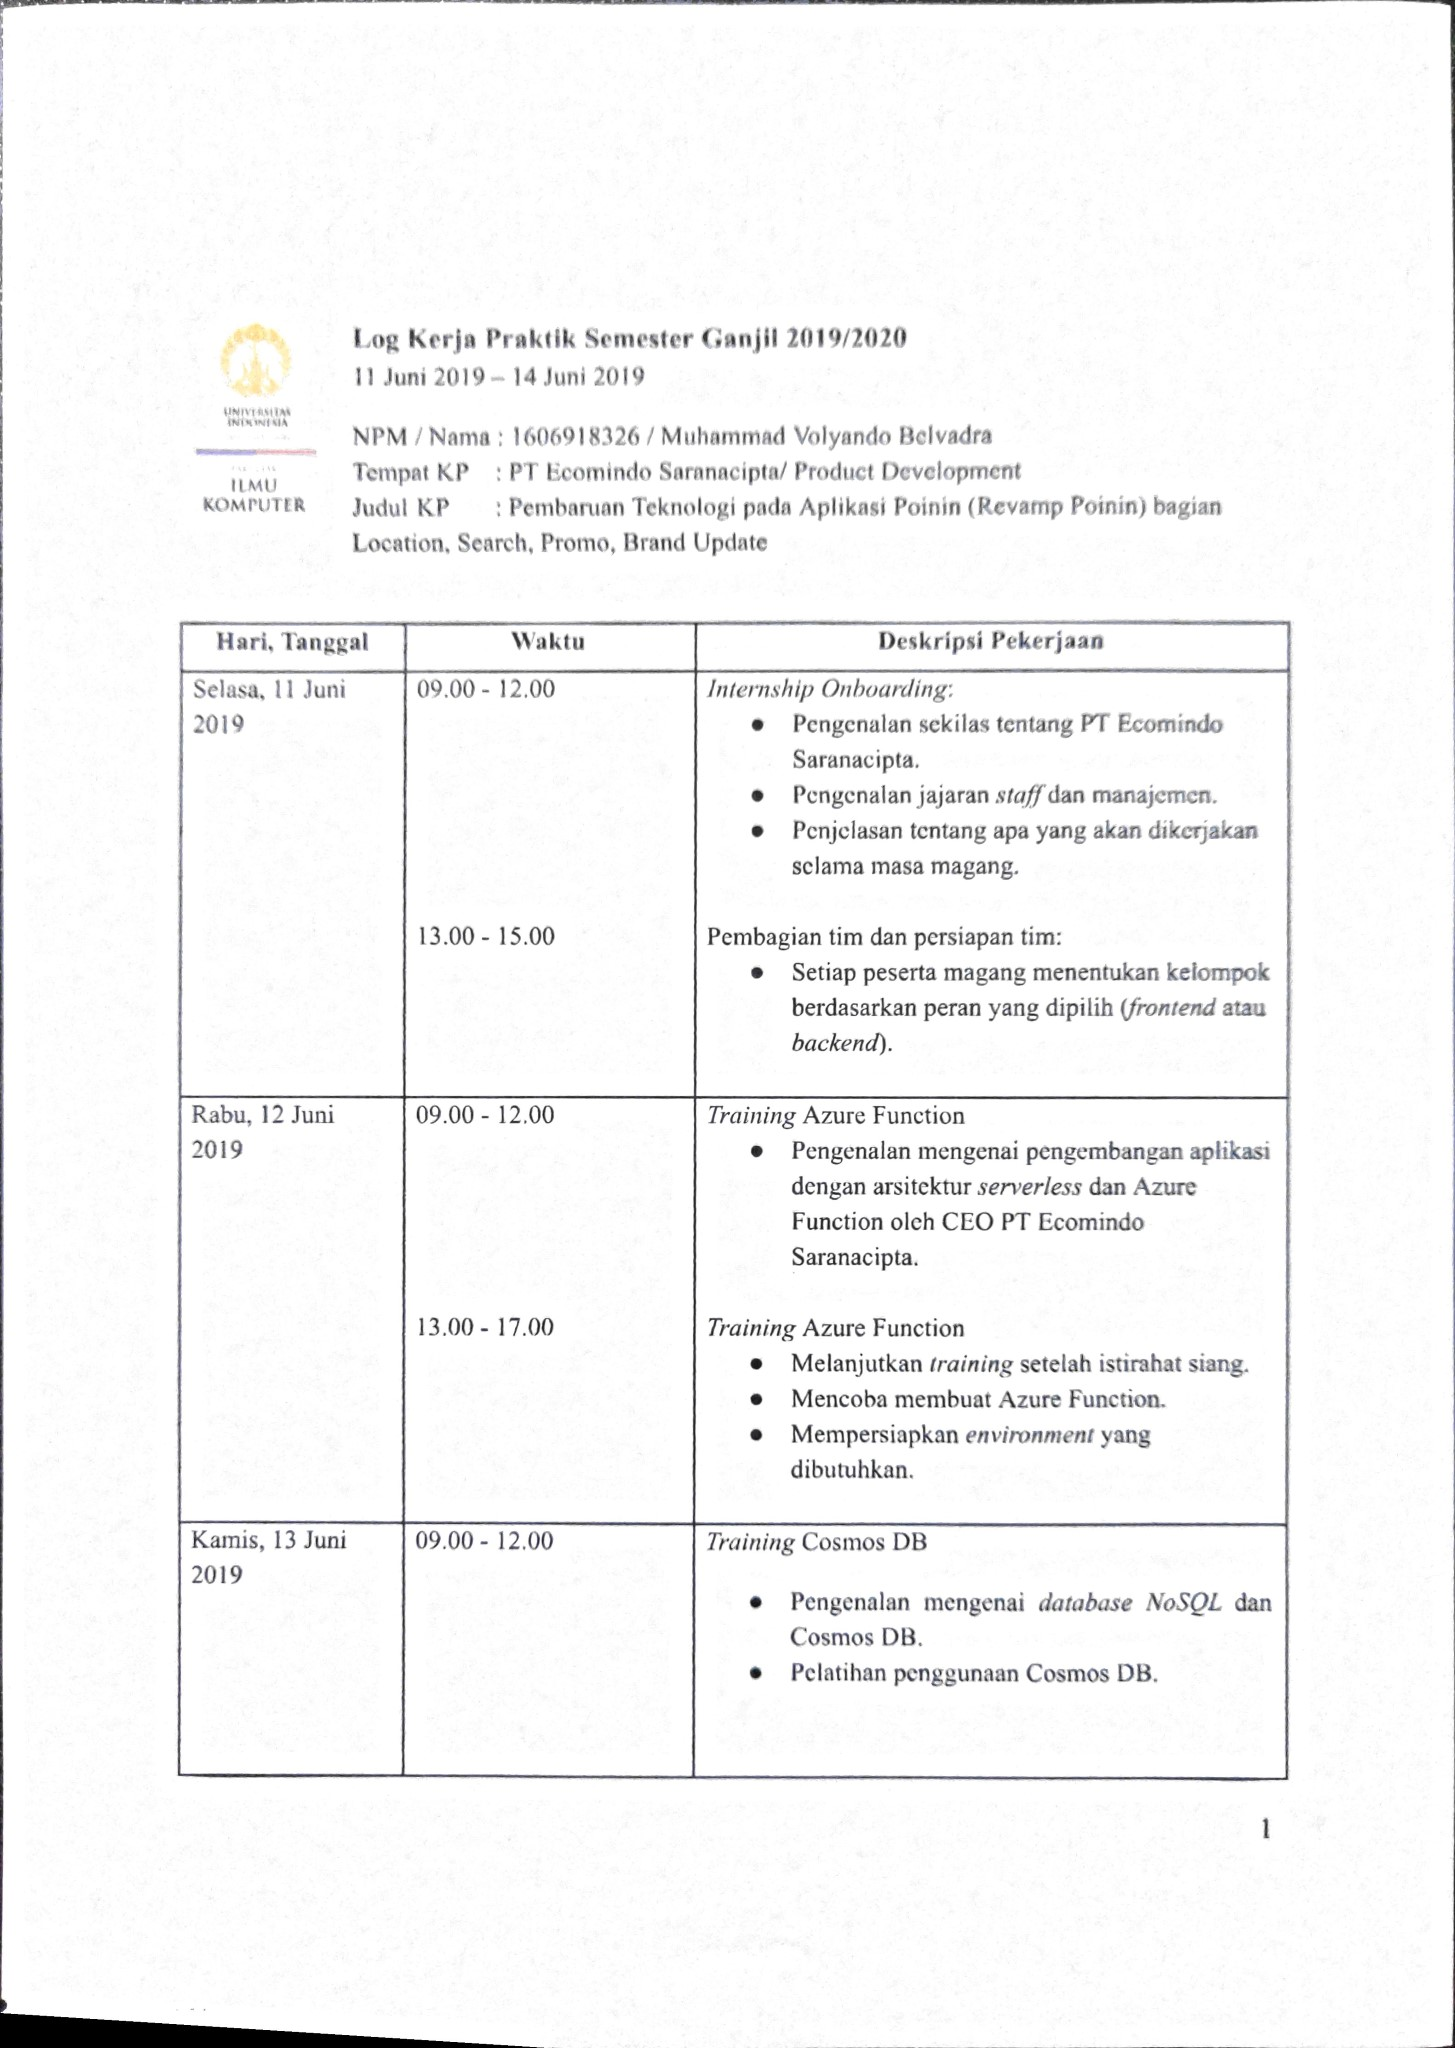 UNIVERSITAS
INDONESIA
ILMU
KOMPUTER
Log Kerja Praktik Semester Ganjil 2019/2020
11 Juni 2019 – 14 Juni 2019
NPM / Nama : 1606918326 / Muhammad Volyando Belvadra
Tempat KP : PT Ecomindo Saranacipta/ Product Development
Judul KP : Pembaruan Teknologi pada Aplikasi Poinin (Revamp Poinin) bagian
Location, Search, Promo, Brand Update
Hari, Tanggal Waktu Deskripsi Pekerjaan
Selasa, 11 Juni 09.00 - 12.00 Internship Onboarding:
2019 ● Pengenalan sekilas tentang PT Ecomindo
Saranacipta.
● Pengenalan jajaran staff dan manajemen.
● Penjelasan tentang apa yang akan dikerjakan
selama masa magang.
13.00 - 15.00 Pembagian tim dan persiapan tim:
● Setiap peserta magang menentukan kelompok
berdasarkan peran yang dipilih (frontend atau
backend).
Rabu, 12 Juni 09.00 - 12.00 Training Azure Function
2019 ● Pengenalan mengenai pengembangan aplikasi
dengan arsitektur serverless dan Azure
Function oleh CEO PT Ecomindo
Saranacipta.
13.00 - 17.00 Training Azure Function
● Melanjutkan training setelah istirahat siang.
● Mencoba membuat Azure Function.
● Mempersiapkan environment yang
dibutuhkan.
Kamis, 13 Juni 09.00 - 12.00 Training Cosmos DB
2019
● Pengenalan mengenai database NoSQL dan
Cosmos DB.
● Pelatihan penggunaan Cosmos DB.
1